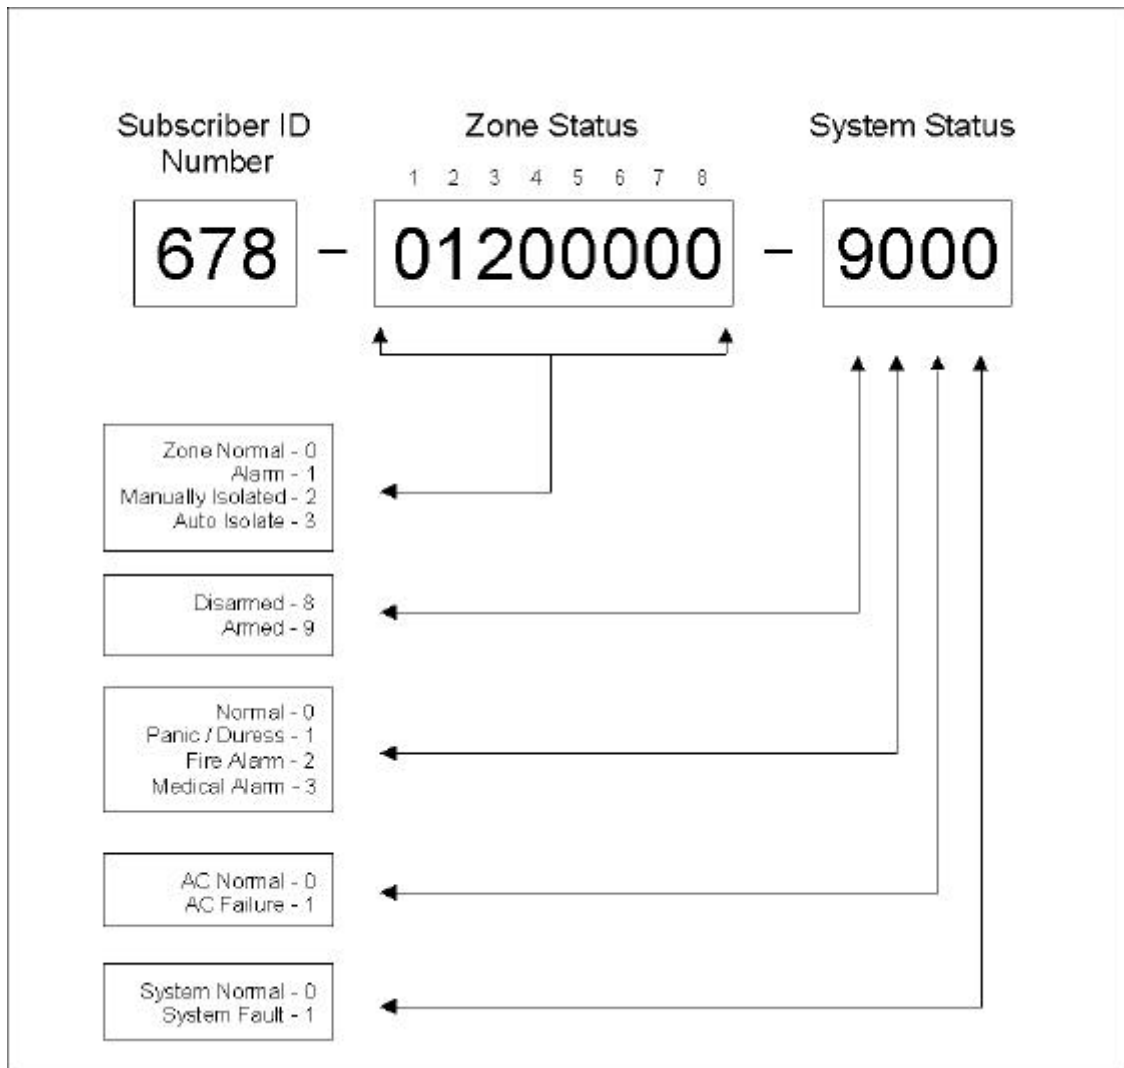 Subscriber ID
Number
Zone Status
System Status
1 2 3 4 5 6 7 8
678 – 01200000 – 9000
Zone Normal - 0
Alarm - 1
Manually Isolated - 2
Auto Isolate - 3
Disarmed - 8
Armed - 9
Normal - 0
Panic / Duress - 1
Fire Alarm - 2
Medical Alarm - 3
AC Normal - 0
AC Failure - 1
System Normal - 0
System Fault - 1